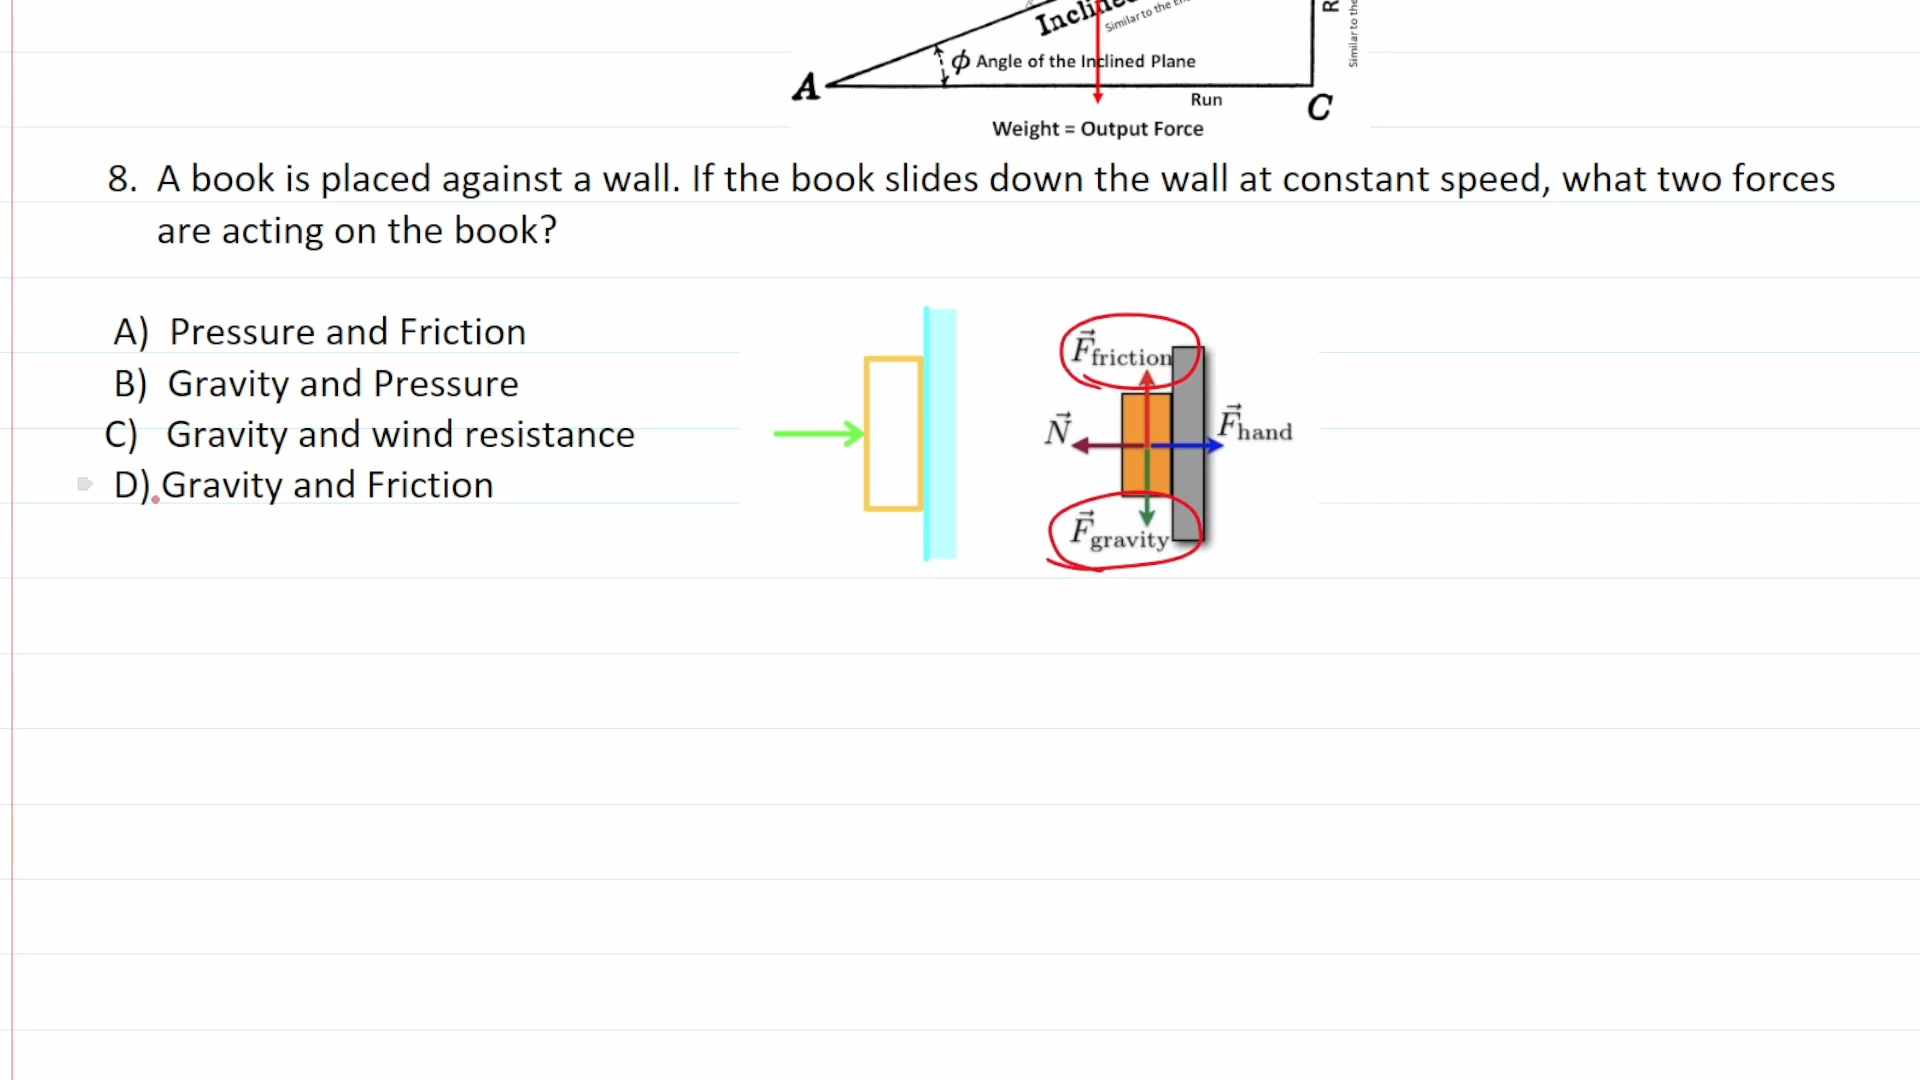 Inclined
Similar to the
R
Similar to the
ϕ Angle of the Inclined Plane
A
Run
C
Weight = Output Force
8. A book is placed against a wall. If the book slides down the wall at constant speed, what two forces
are acting on the book?
A) Pressure and Friction
B) Gravity and Pressure
C) Gravity and wind resistance
D) Gravity and Friction
F⃗friction
N⃗
F⃗hand
F⃗gravity